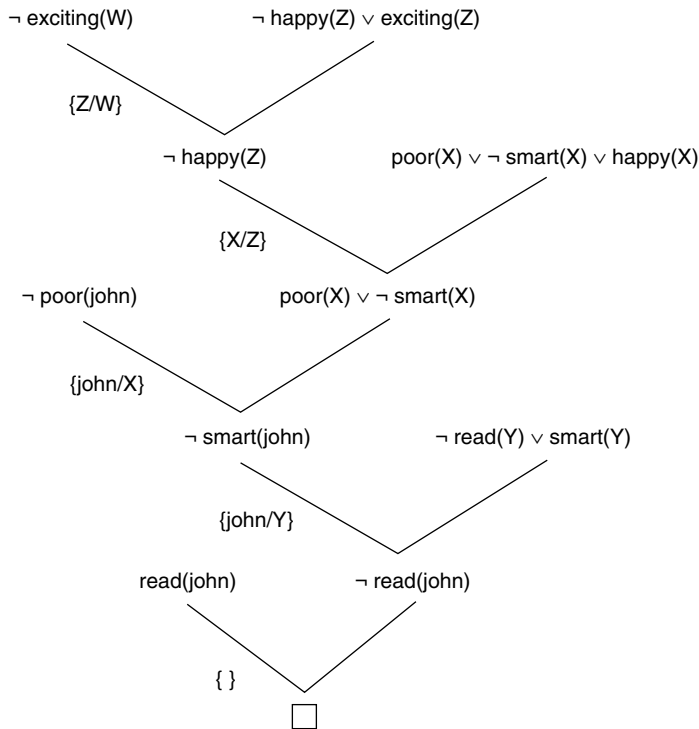 ¬ exciting(W) ¬ happy(Z) ∨ exciting(Z)
{Z/W}
¬ happy(Z) poor(X) ∨ ¬ smart(X) ∨ happy(X)
{X/Z}
¬ poor(john) poor(X) ∨ ¬ smart(X)
{john/X}
¬ smart(john) ¬ read(Y) ∨ smart(Y)
{john/Y}
read(john) ¬ read(john)
{ }